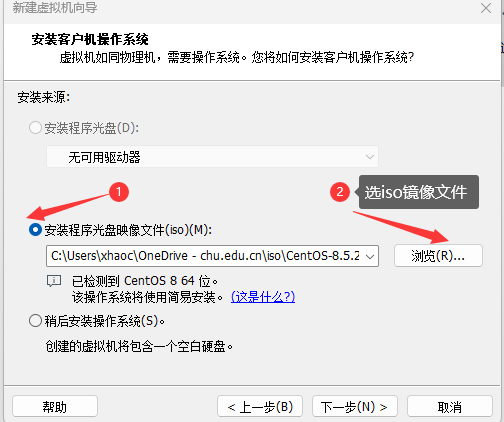 新建虚拟机向导
安装客户机操作系统
虚拟机如同物理机，需要操作系统。您将如何安装客户机操作系统?
安装来源:
安装程序光盘(D):
无可用驱动器
1
2 选iso镜像文件
安装程序光盘映像文件(iso)(M):
C:\Users\xhaoc\OneDrive - chu.edu.cn\iso\CentOS-8.5.2 浏览(R)...
已检测到 CentOS 8 64 位。
该操作系统将使用简易安装。(这是什么?)
稍后安装操作系统(S)。
创建的虚拟机将包含一个空白硬盘。
帮助 < 上一步(B) 下一步(N) > 取消